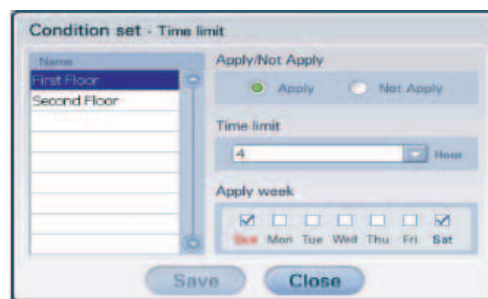 Condition set - Time limit
Name
First Floor
Second Floor
Apply/Not Apply
Apply
Not Apply
Time limit
4
Hour
Apply week
Sun Mon Tue Wed Thu Fri Sat
Save
Close